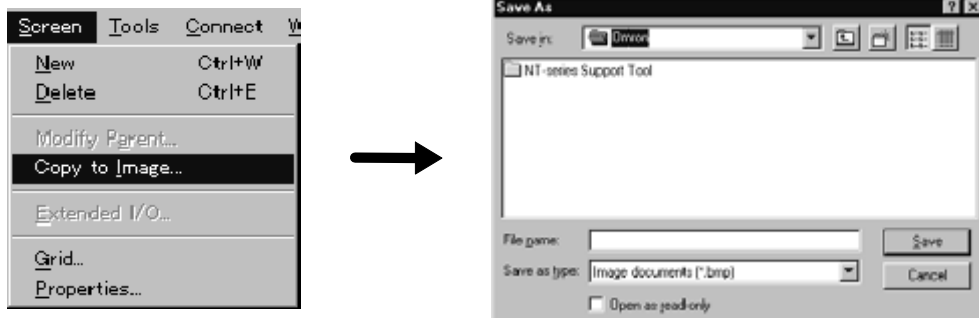 Screen Tools Connect
New Ctrl+W
Delete Ctrl+E
Modify Parent...
Copy to Image...
Extended I/O...
Grid...
Properties...
Save As
Save in: Omron
NT-series Support Tool
File name:
Save
Save as type: Image documents (*.bmp)
Cancel
Open as read-only